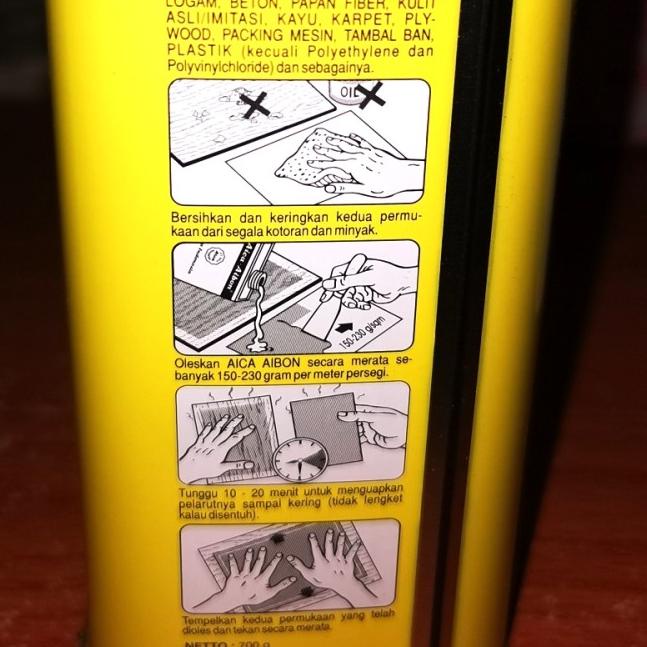 LOGAM, BETON, PAPAN FIBER, KULIT
ASLI/IMITASI, KAYU, KARPET, PLY-
WOOD, PACKING MESIN, TAMBAL BAN,
PLASTIK (kecuali Polyethylene dan
Polyvinylchloride) dan sebagainya.
OIL
Bersihkan dan keringkan kedua permu-
kaan dari segala kotoran dan minyak.
Aica Aibon
150-230 g/sqm
Oleskan AICA AIBON secara merata se-
banyak 150-230 gram per meter persegi.
Tunggu 10 - 20 menit untuk menguapkan
pelarutnya sampai kering (tidak lengket
kalau disentuh).
Tempelkan kedua permukaan yang telah
dioles dan tekan secara merata.
NETTO : 700 g